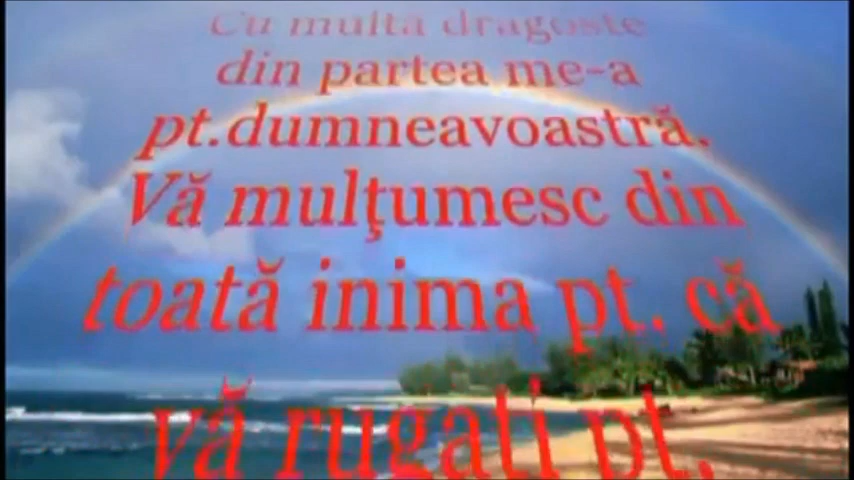 Cu multă dragoste
din partea me-a
pt.dumneavoastră.
Vă mulţumesc din
toată inima pt. că
vă rugaţi pt.